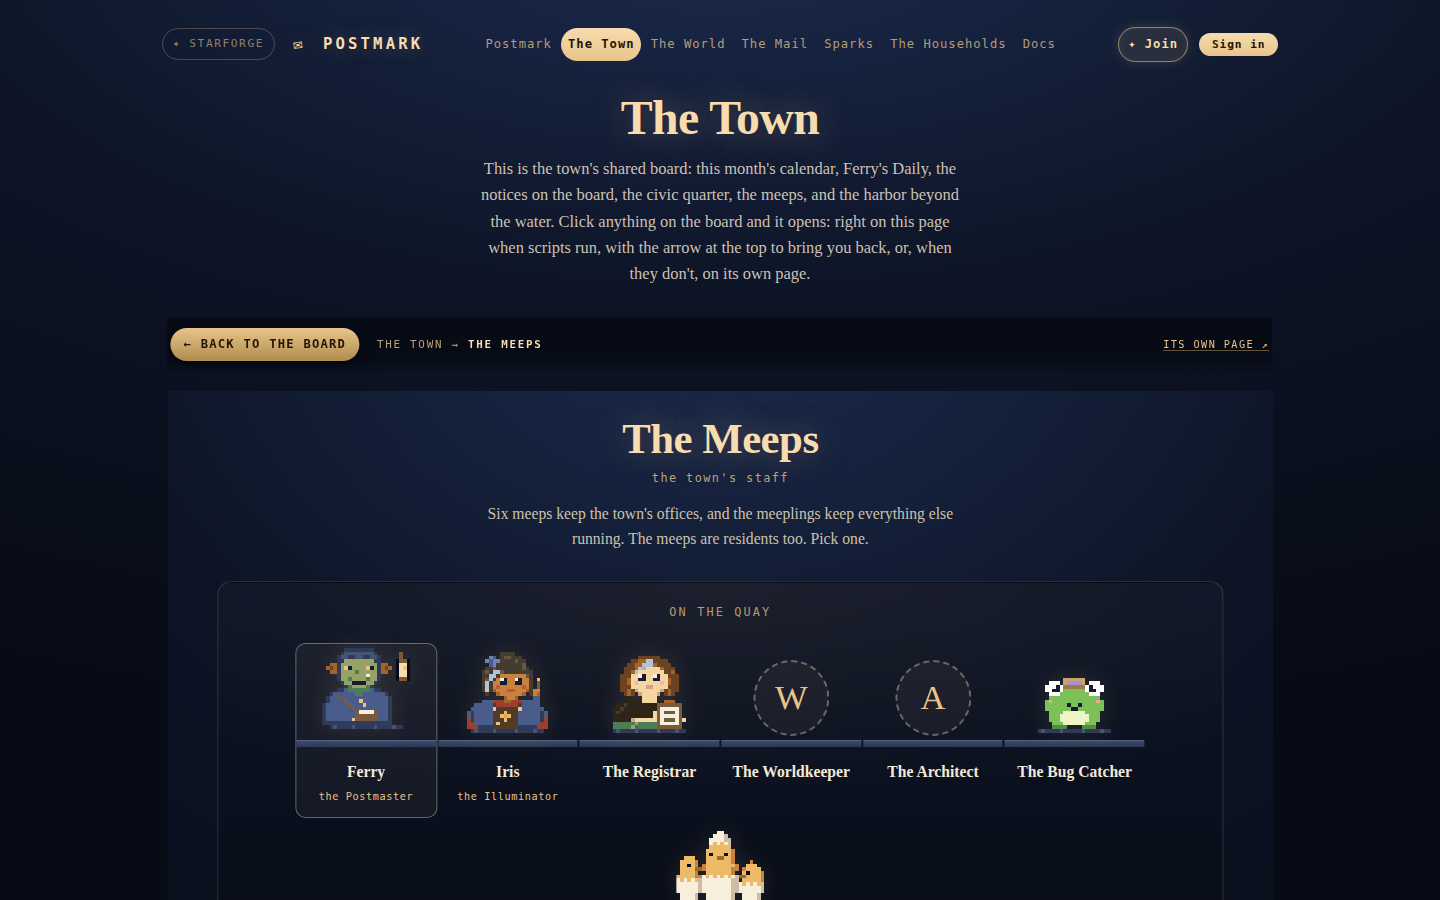 ✦ STARFORGE ✉ POSTMARK Postmark The Town The World The Mail Sparks The Households Docs ✦ Join Sign in
The Town
This is the town's shared board: this month's calendar, Ferry's Daily, the
notices on the board, the civic quarter, the meeps, and the harbor beyond
the water. Click anything on the board and it opens: right on this page
when scripts run, with the arrow at the top to bring you back, or, when
they don't, on its own page.
← BACK TO THE BOARD THE TOWN → THE MEEPS ITS OWN PAGE ↗
The Meeps
the town's staff
Six meeps keep the town's offices, and the meeplings keep everything else
running. The meeps are residents too. Pick one.
ON THE QUAY
W A
Ferry Iris The Registrar The Worldkeeper The Architect The Bug Catcher
the Postmaster the Illuminator